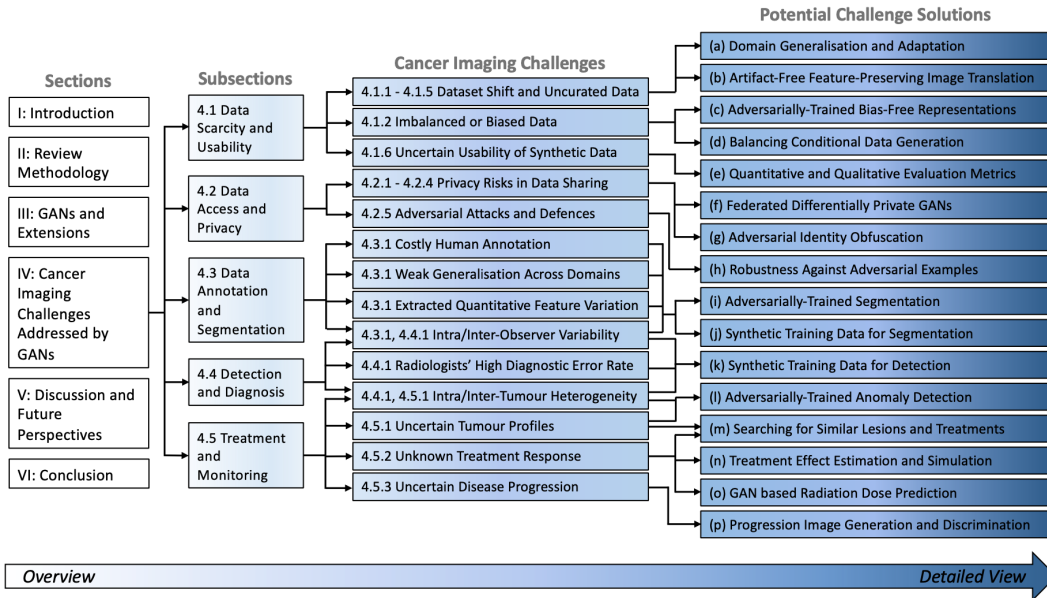 Sections
I: Introduction
II: Review
Methodology
III: GANs and
Extensions
IV: Cancer
Imaging
Challenges
Addressed by
GANs
V: Discussion and
Future
Perspectives
VI: Conclusion
Subsections
4.1 Data
Scarcity and
Usability
4.2 Data
Access and
Privacy
4.3 Data
Annotation
and
Segmentation
4.4 Detection
and Diagnosis
4.5 Treatment
and
Monitoring
Cancer Imaging Challenges
4.1.1 - 4.1.5 Dataset Shift and Uncurated Data
4.1.2 Imbalanced or Biased Data
4.1.6 Uncertain Usability of Synthetic Data
4.2.1 - 4.2.4 Privacy Risks in Data Sharing
4.2.5 Adversarial Attacks and Defences
4.3.1 Costly Human Annotation
4.3.1 Weak Generalisation Across Domains
4.3.1 Extracted Quantitative Feature Variation
4.3.1, 4.4.1 Intra/Inter-Observer Variability
4.4.1 Radiologists' High Diagnostic Error Rate
4.4.1, 4.5.1 Intra/Inter-Tumour Heterogeneity
4.5.1 Uncertain Tumour Profiles
4.5.2 Unknown Treatment Response
4.5.3 Uncertain Disease Progression
Potential Challenge Solutions
(a) Domain Generalisation and Adaptation
(b) Artifact-Free Feature-Preserving Image Translation
(c) Adversarially-Trained Bias-Free Representations
(d) Balancing Conditional Data Generation
(e) Quantitative and Qualitative Evaluation Metrics
(f) Federated Differentially Private GANs
(g) Adversarial Identity Obfuscation
(h) Robustness Against Adversarial Examples
(i) Adversarially-Trained Segmentation
(j) Synthetic Training Data for Segmentation
(k) Synthetic Training Data for Detection
(l) Adversarially-Trained Anomaly Detection
(m) Searching for Similar Lesions and Treatments
(n) Treatment Effect Estimation and Simulation
(o) GAN based Radiation Dose Prediction
(p) Progression Image Generation and Discrimination
Overview
Detailed View